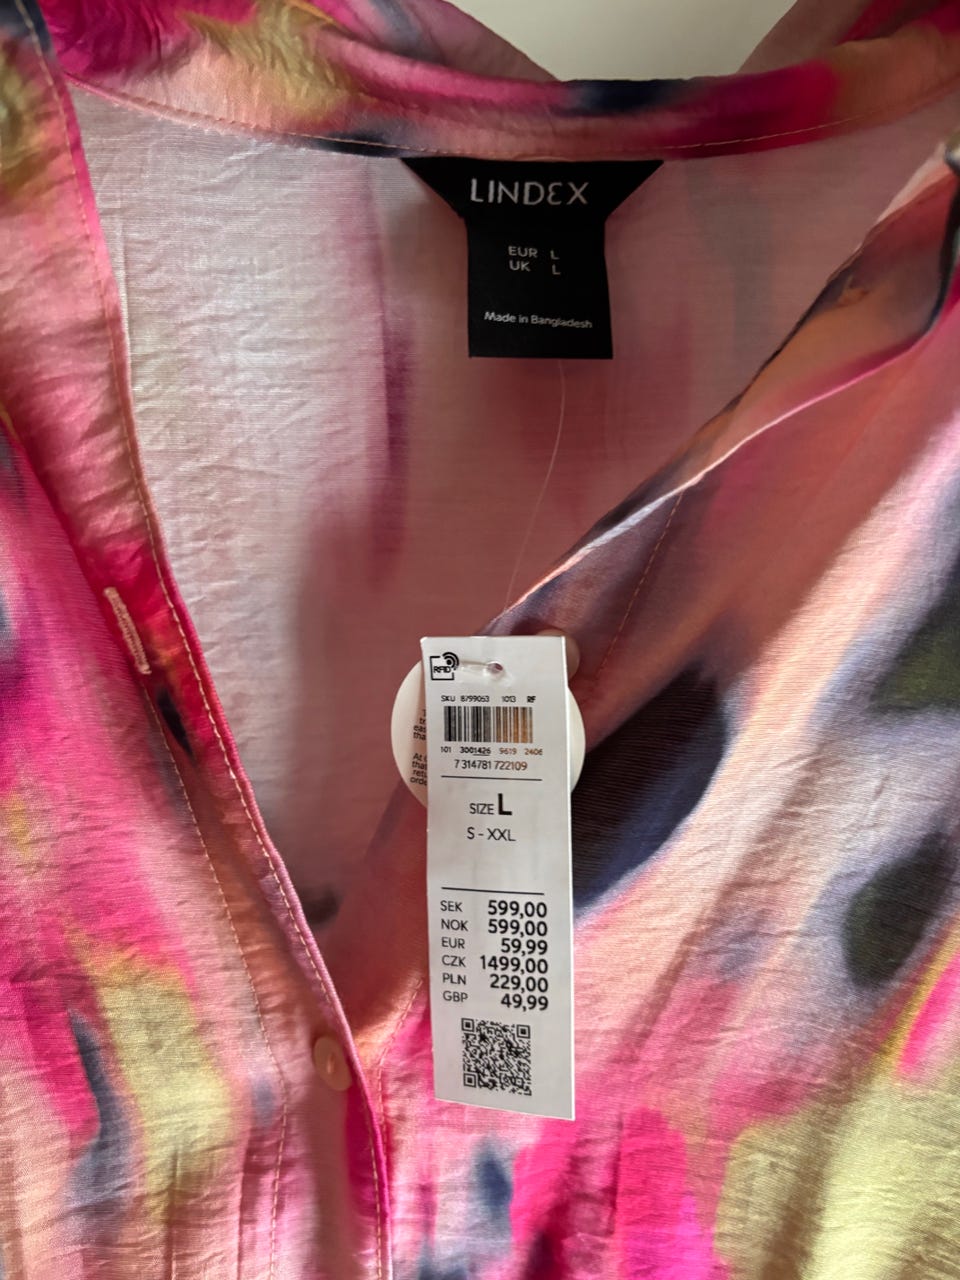 LINDEX
EUR L
UK L
Made in Bangladesh
RFID
SKU 8799053 1013 RF
101 3001426 9619 2406
7 314781 722109
SIZE L
S - XXL
SEK 599,00
NOK 599,00
EUR 59,99
CZK 1499,00
PLN 229,00
GBP 49,99